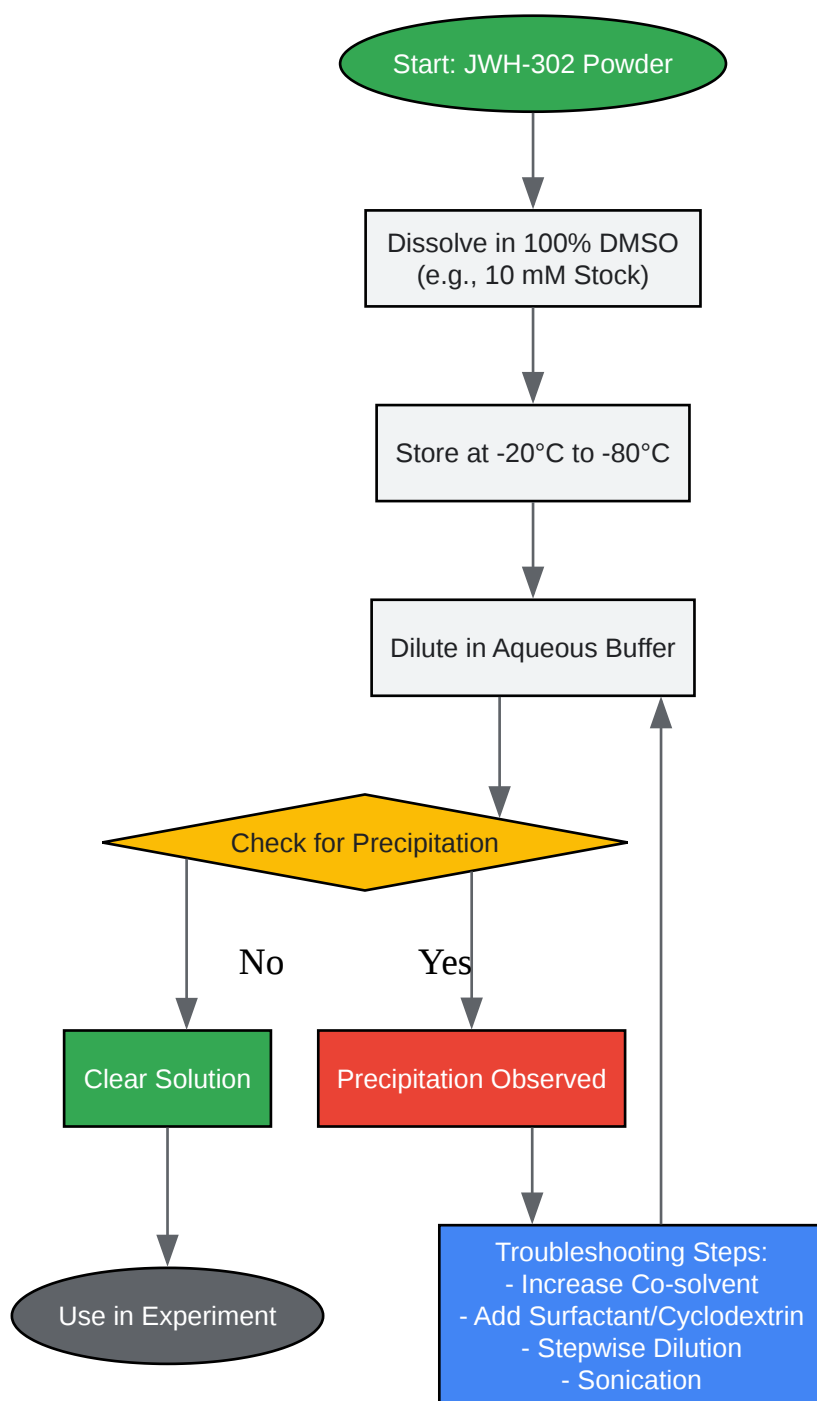 Start: JWH-302 Powder
Dissolve in 100% DMSO
(e.g., 10 mM Stock)
Store at -20°C to -80°C
Dilute in Aqueous Buffer
Check for Precipitation
No
Yes
Clear Solution
Precipitation Observed
Troubleshooting Steps:
- Increase Co-solvent
- Add Surfactant/Cyclodextrin
- Stepwise Dilution
- Sonication
Use in Experiment